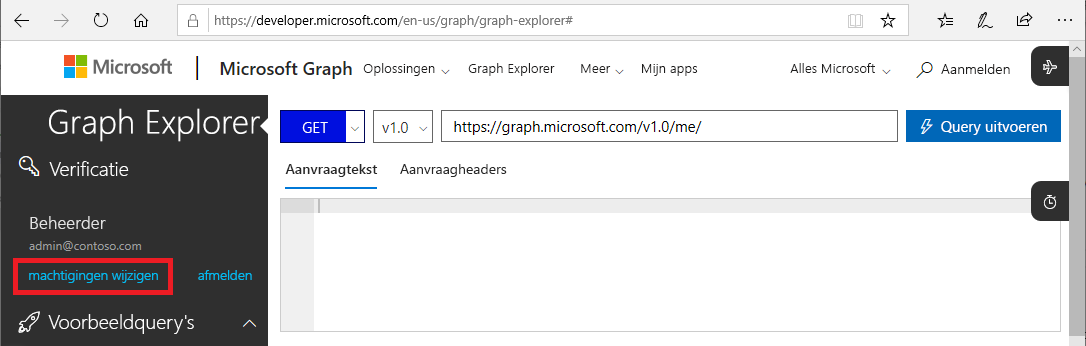 https://developer.microsoft.com/en-us/graph/graph-explorer#
Microsoft Microsoft Graph Oplossingen Graph Explorer Meer Mijn apps Alles Microsoft Aanmelden
Graph Explorer
GET v1.0 https://graph.microsoft.com/v1.0/me/ Query uitvoeren
Verificatie
Aanvraagtekst Aanvraagheaders
Beheerder
admin@contoso.com
machtigingen wijzigen afmelden
Voorbeeldquery's